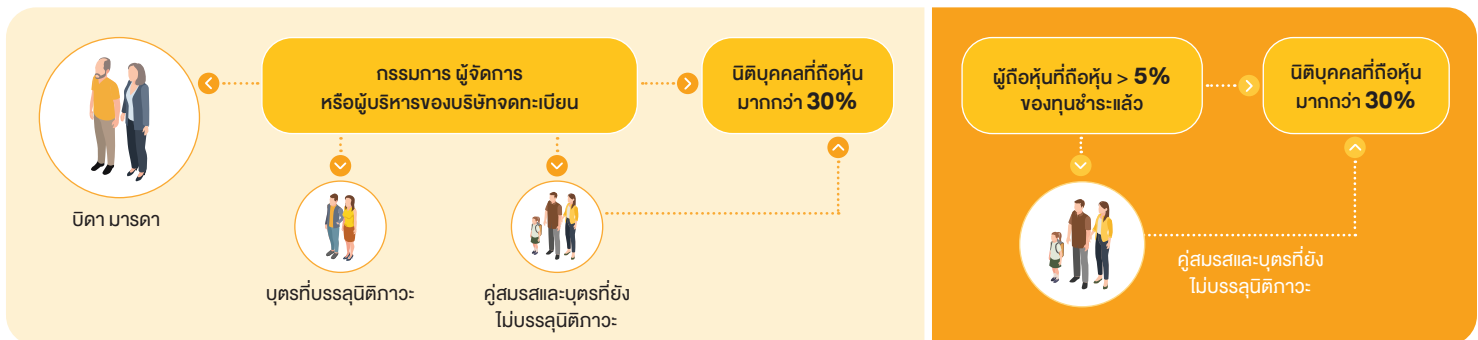 กรรมการ ผู้จัดการ
หรือผู้บริหารของบริษัทจดทะเบียน
นิติบุคคลที่ถือหุ้น
มากกว่า 30%
บิดา มารดา
บุตรที่บรรลุนิติภาวะ
คู่สมรสและบุตรที่ยัง
ไม่บรรลุนิติภาวะ
ผู้ถือหุ้นที่ถือหุ้น > 5%
ของทุนชำระแล้ว
นิติบุคคลที่ถือหุ้น
มากกว่า 30%
คู่สมรสและบุตรที่ยัง
ไม่บรรลุนิติภาวะ